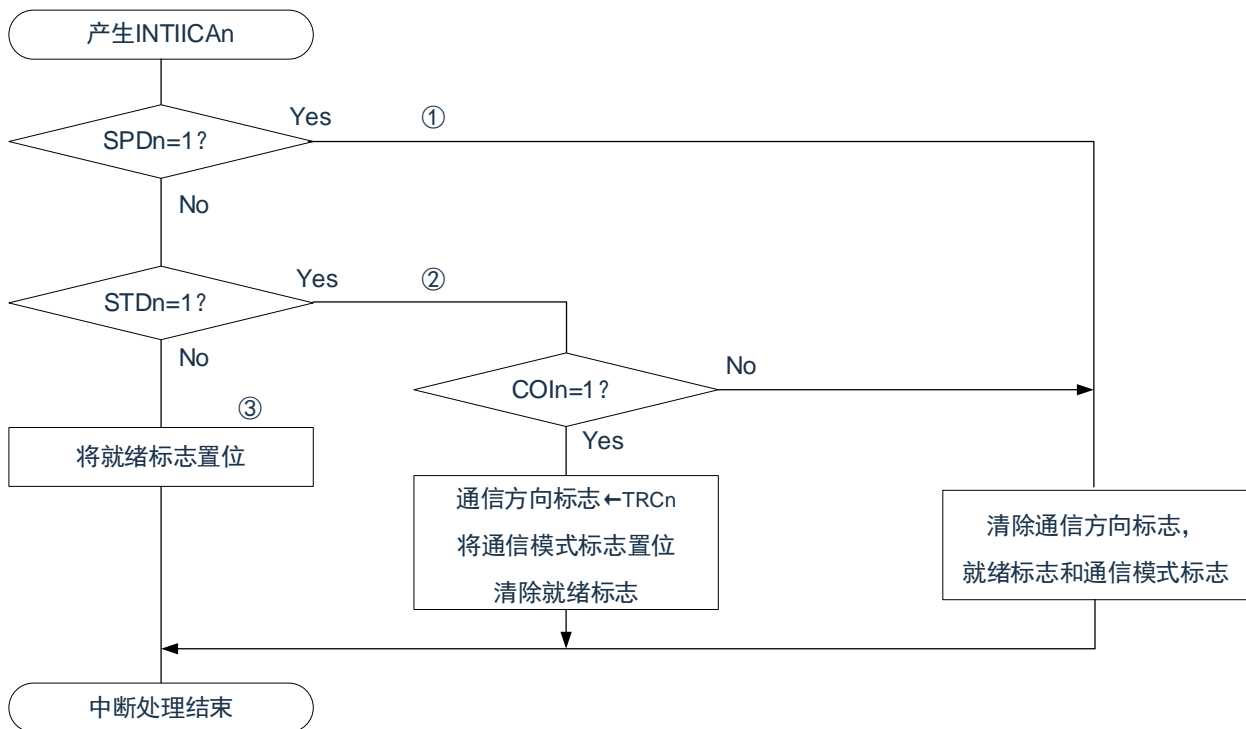 产生INTIICAn
Yes
①
SPDn=1?
No
Yes
②
STDn=1?
No
No
COIn=1?
③
Yes
将就绪标志置位
通信方向标志←TRCn
将通信模式标志置位
清除就绪标志
清除通信方向标志，
就绪标志和通信模式标志
中断处理结束